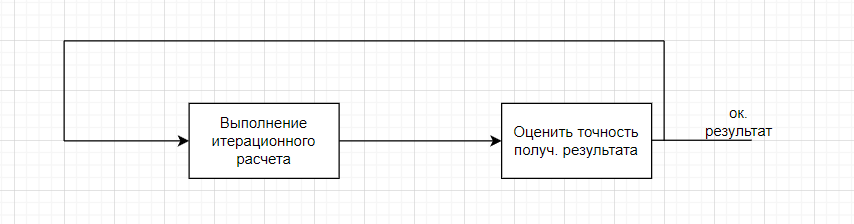 Выполнение
итерационного
расчета
Оценить точность
получ. результата
ок.
результат